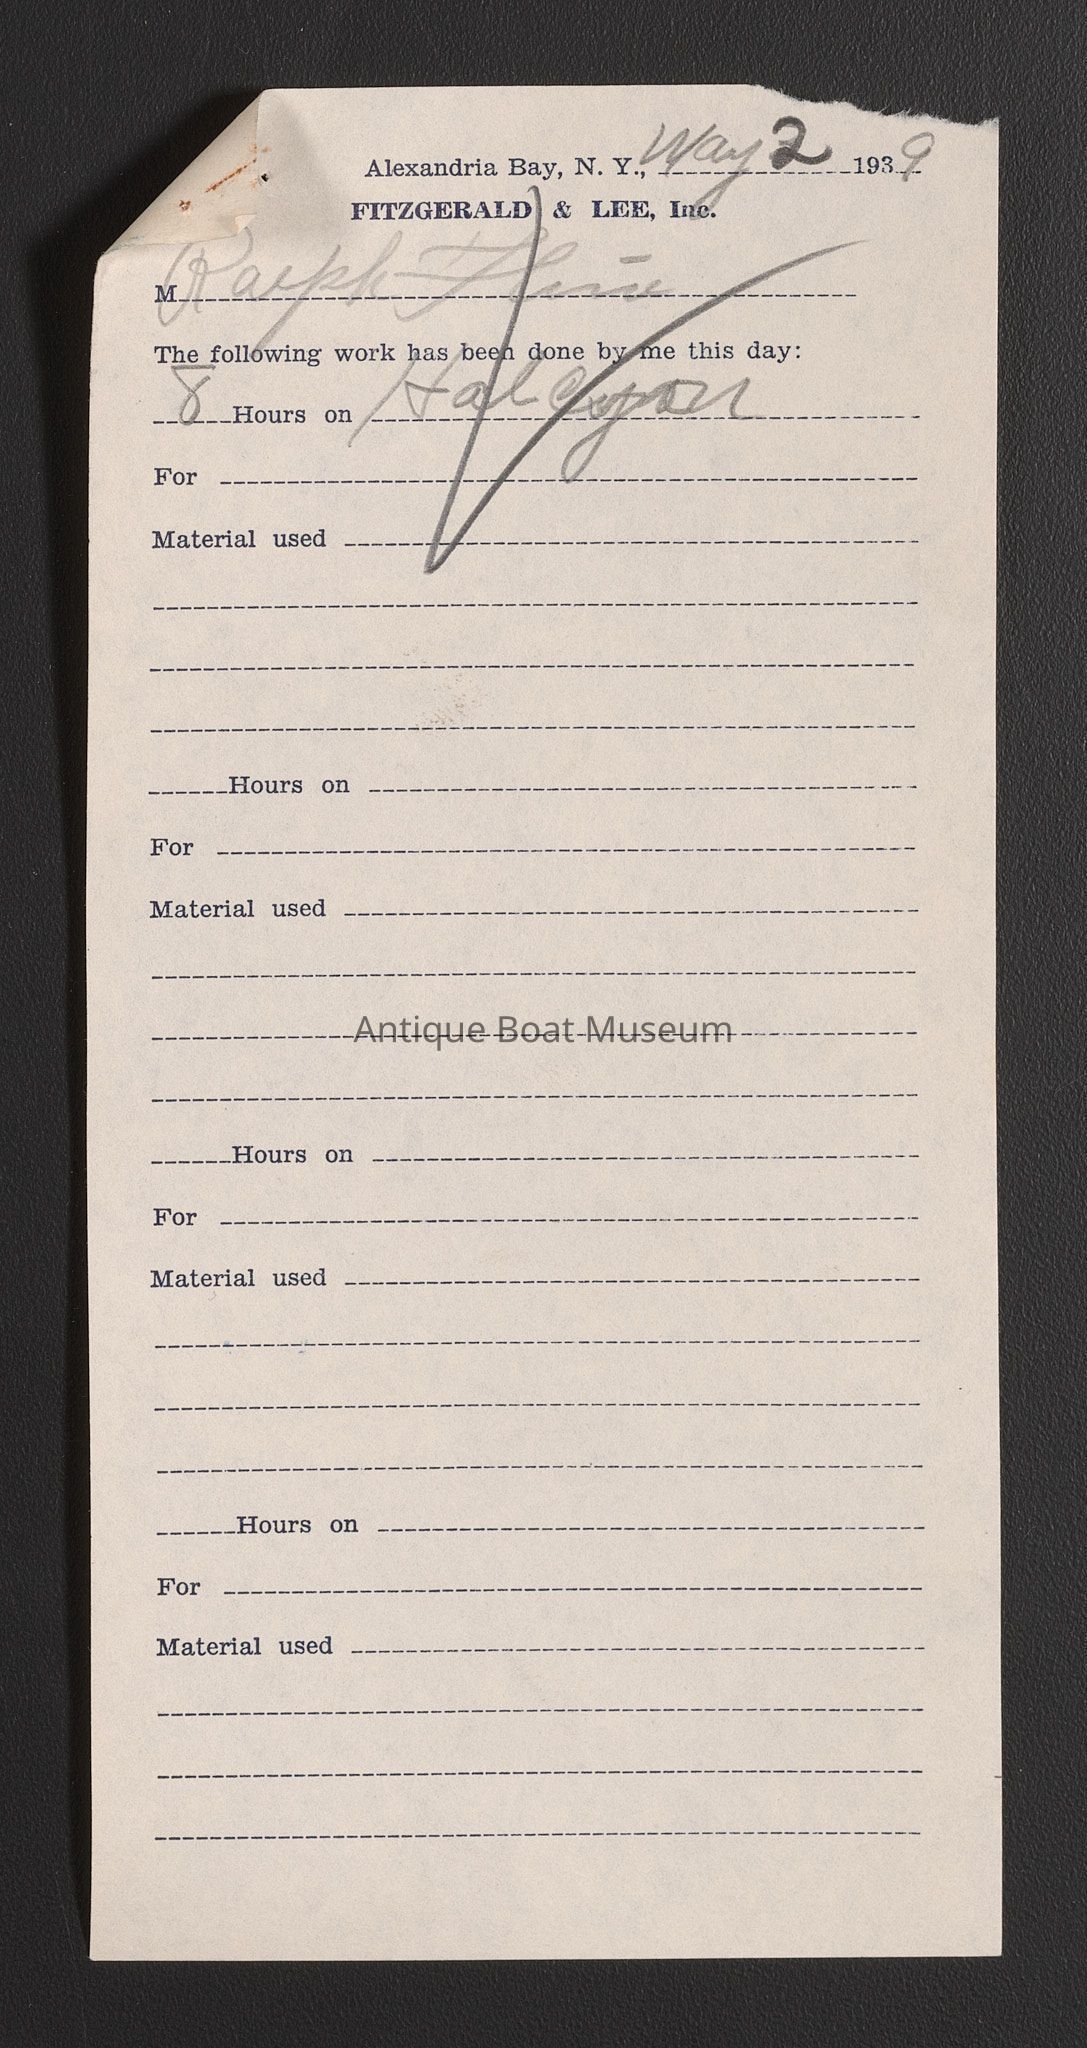 Alexandria Bay, N. Y., May 2 1939
FITZGERALD & LEE, Inc.
M Ralph
The following work has been done by me this day:
8 Hours on Halcyon
For
Material used
Hours on
For
Material used
Antique Boat Museum
Hours on
For
Material used
Hours on
For
Material used